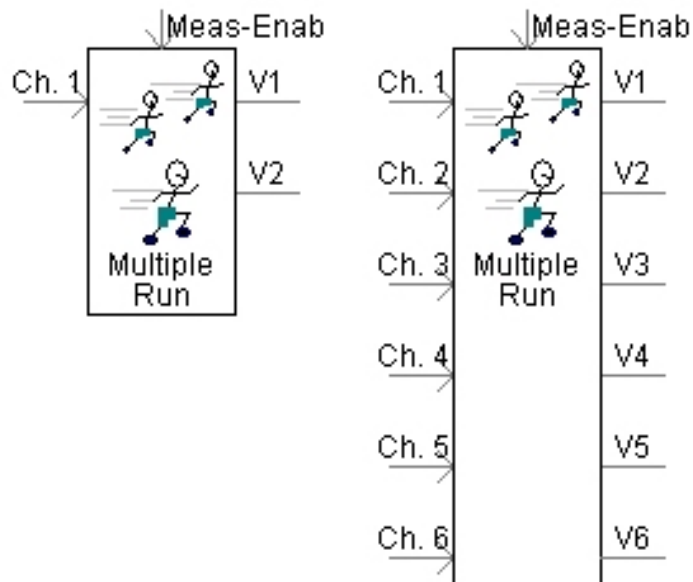 Meas-Enab
Ch. 1
V1
V2
Multiple
Run
Meas-Enab
Ch. 1
V1
Ch. 2
V2
Ch. 3
Multiple
Run
V3
Ch. 4
V4
Ch. 5
V5
Ch. 6
V6